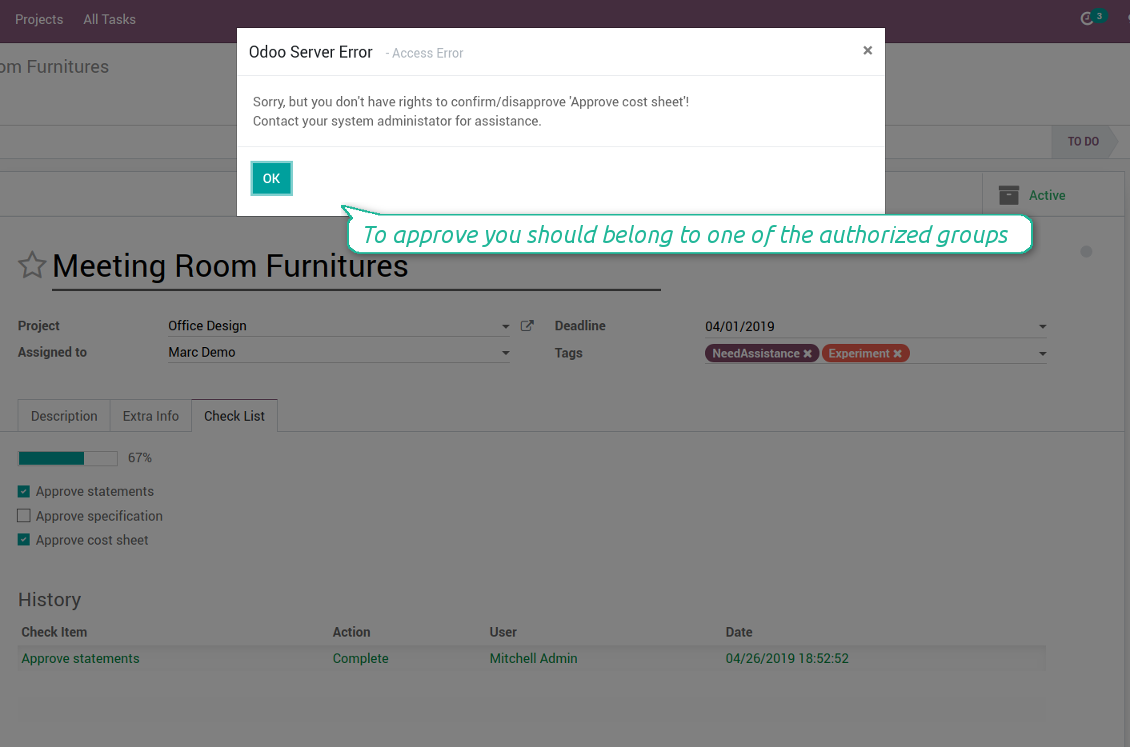 Projects All Tasks 3
om Furnitures
Odoo Server Error - Access Error ×
Sorry, but you don't have rights to confirm/disapprove 'Approve cost sheet'!
Contact your system administator for assistance.
TO DO
OK
Active
To approve you should belong to one of the authorized groups
Meeting Room Furnitures
Project Office Design Deadline 04/01/2019
Assigned to Marc Demo Tags NeedAssistance × Experiment ×
Description Extra Info Check List
67%
Approve statements
Approve specification
Approve cost sheet
History
Check Item Action User Date
Approve statements Complete Mitchell Admin 04/26/2019 18:52:52